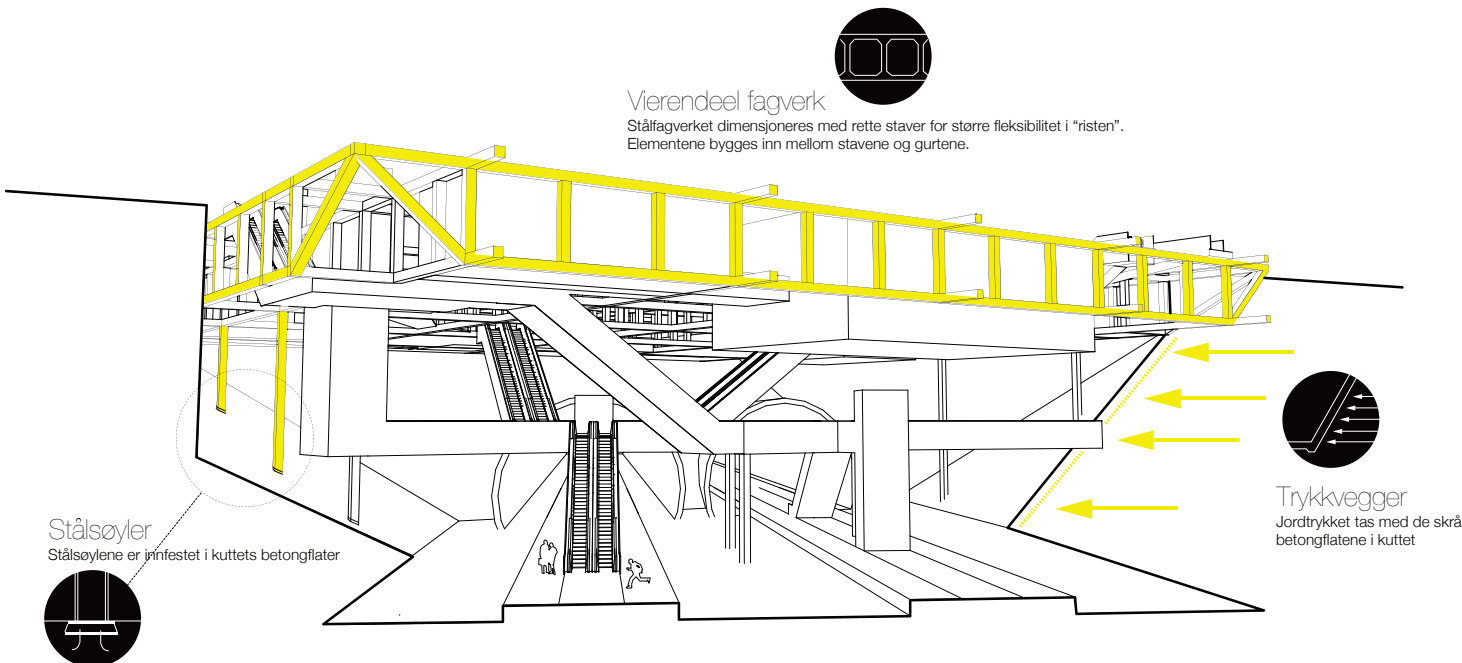 Vierendeel fagverk
Stålfagverket dimensjoneres med rette staver for større fleksibilitet i “risten”.
Elementene bygges inn mellom stavene og gurtene.
Stålsøyler
Stålsøylene er innfestet i kuttets betongflater
Trykkvegger
Jordtrykket tas med de skrå
betongflatene i kuttet